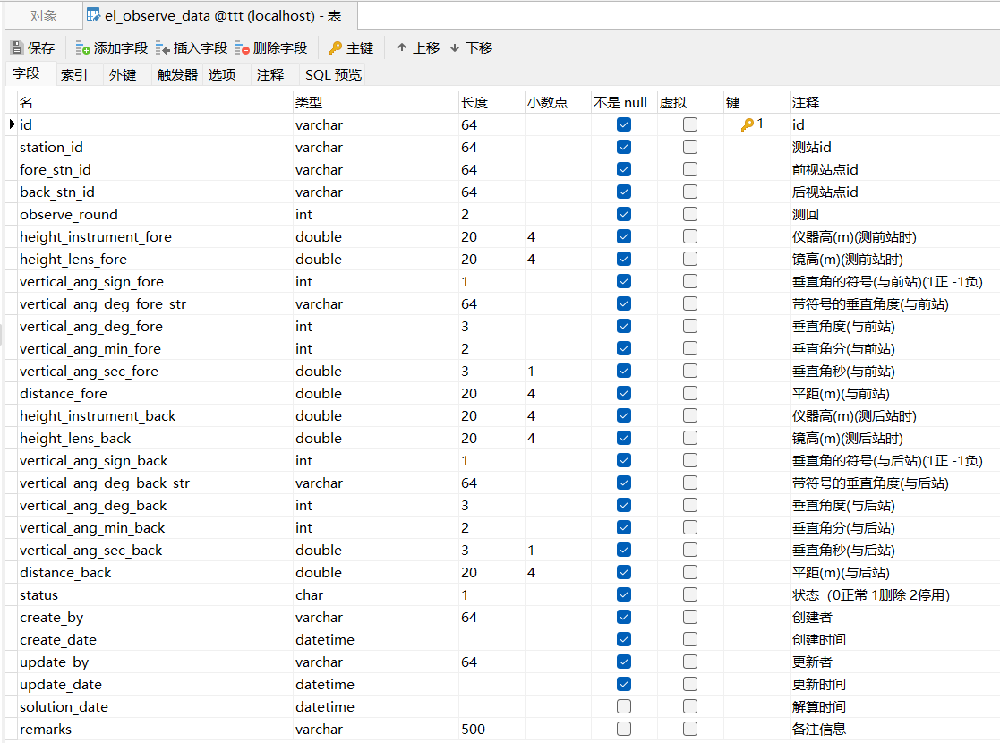 对象 el_observe_data @ttt (localhost) - 表
保存 添加字段 插入字段 删除字段 主键 上移 下移
字段 索引 外键 触发器 选项 注释 SQL 预览
名 类型 长度 小数点 不是 null 虚拟 键 注释
id varchar 64 1 id
station_id varchar 64 测站id
fore_stn_id varchar 64 前视站点id
back_stn_id varchar 64 后视站点id
observe_round int 2 测回
height_instrument_fore double 20 4 仪器高(m)(测前站时)
height_lens_fore double 20 4 镜高(m)(测前站时)
vertical_ang_sign_fore int 1 垂直角的符号(与前站)(1正 -1负)
vertical_ang_deg_fore_str varchar 64 带符号的垂直角度(与前站)
vertical_ang_deg_fore int 3 垂直角度(与前站)
vertical_ang_min_fore int 2 垂直角分(与前站)
vertical_ang_sec_fore double 3 1 垂直角秒(与前站)
distance_fore double 20 4 平距(m)(与前站)
height_instrument_back double 20 4 仪器高(m)(测后站时)
height_lens_back double 20 4 镜高(m)(测后站时)
vertical_ang_sign_back int 1 垂直角的符号(与后站)(1正 -1负)
vertical_ang_deg_back_str varchar 64 带符号的垂直角度(与后站)
vertical_ang_deg_back int 3 垂直角度(与后站)
vertical_ang_min_back int 2 垂直角分(与后站)
vertical_ang_sec_back double 3 1 垂直角秒(与后站)
distance_back double 20 4 平距(m)(与后站)
status char 1 状态（0正常 1删除 2停用)
create_by varchar 64 创建者
create_date datetime 创建时间
update_by varchar 64 更新者
update_date datetime 更新时间
solution_date datetime 解算时间
remarks varchar 500 备注信息